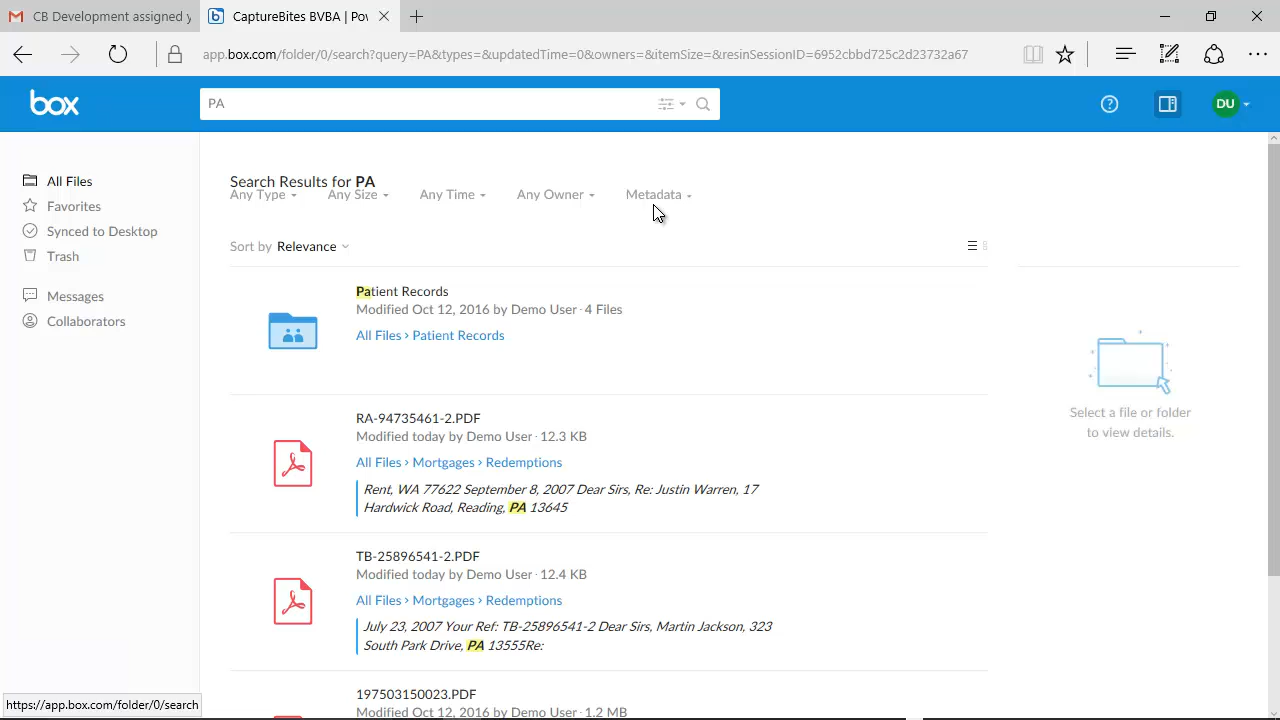 CB Development assigned y
CaptureBites BVBA | Pow
app.box.com/folder/0/search?query=PA&types=&updatedTime=0&owners=&itemSize=&resinSessionID=6952cbbd725c2d23732a67
box
PA
DU
All Files
Favorites
Synced to Desktop
Trash
Messages
Collaborators
Search Results for PA
Any Type
Any Size
Any Time
Any Owner
Metadata
Sort by Relevance
Patient Records
Modified Oct 12, 2016 by Demo User · 4 Files
All Files › Patient Records
RA-94735461-2.PDF
Modified today by Demo User · 12.3 KB
All Files › Mortgages › Redemptions
Rent, WA 77622 September 8, 2007 Dear Sirs, Re: Justin Warren, 17
Hardwick Road, Reading, PA 13645
TB-25896541-2.PDF
Modified today by Demo User · 12.4 KB
All Files › Mortgages › Redemptions
July 23, 2007 Your Ref: TB-25896541-2 Dear Sirs, Martin Jackson, 323
South Park Drive, PA 13555Re:
197503150023.PDF
Modified Oct 12, 2016 by Demo User · 1.2 MB
Select a file or folder
to view details.
https://app.box.com/folder/0/search